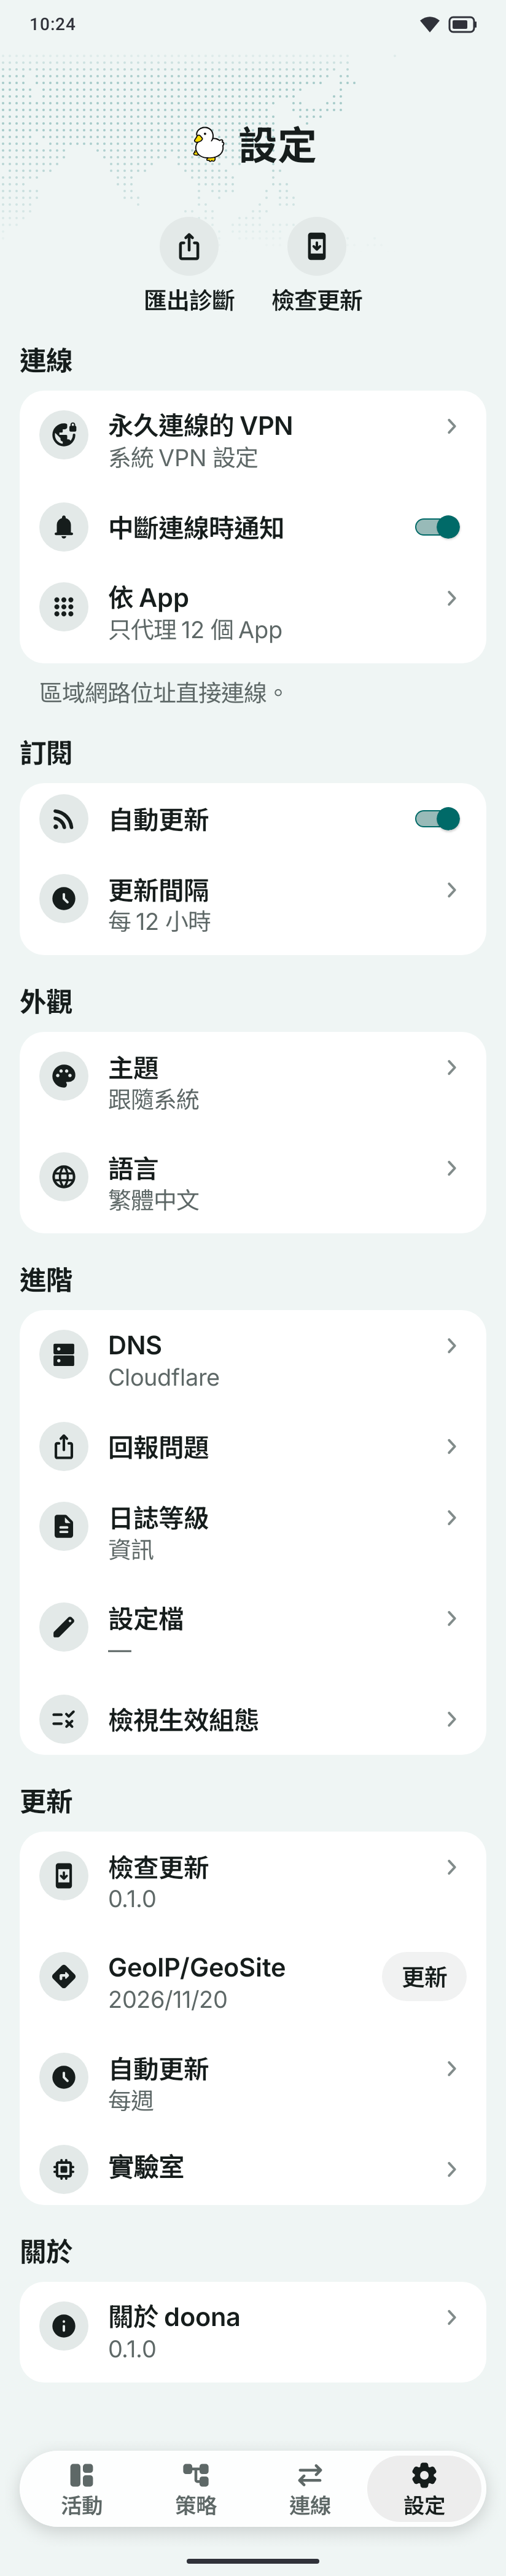 10:24
設定
匯出診斷
檢查更新
連線
永久連線的 VPN
系統 VPN 設定
中斷連線時通知
依 App
只代理 12 個 App
區域網路位址直接連線。
訂閱
自動更新
更新間隔
每 12 小時
外觀
主題
跟隨系統
語言
繁體中文
進階
DNS
Cloudflare
回報問題
日誌等級
資訊
設定檔
—
檢視生效組態
更新
檢查更新
0.1.0
GeoIP/GeoSite
2026/11/20
更新
自動更新
每週
實驗室
關於
關於 doona
0.1.0
活動
策略
連線
設定